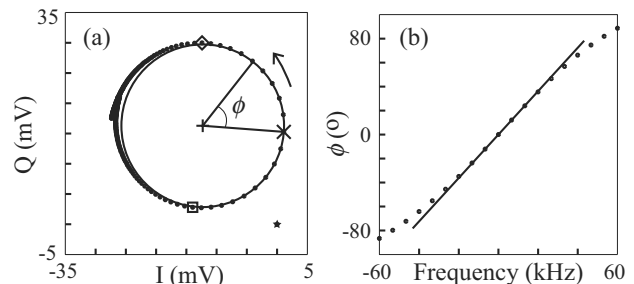 35
(a)
Q (mV)
ϕ
-5
-35
I (mV)
5
(b)
80
ϕ (°)
0
-80
-60
Frequency (kHz)
60